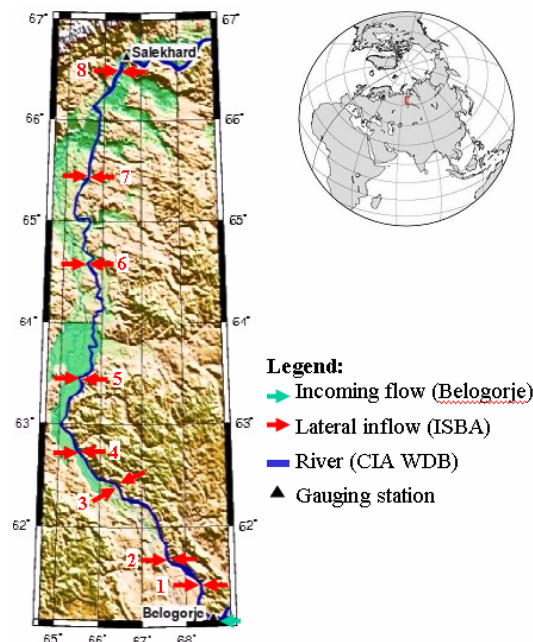 67˚ 67˚
Salekhard
8
66˚ 66˚
7
65˚ 65˚
6
64˚ 64˚
5
63˚ 63˚
4
3
62˚ 62˚
2
1
Belogorje
65˚ 66˚ 67˚ 68˚
Legend:
Incoming flow (Belogorje)
Lateral inflow (ISBA)
River (CIA WDB)
Gauging station